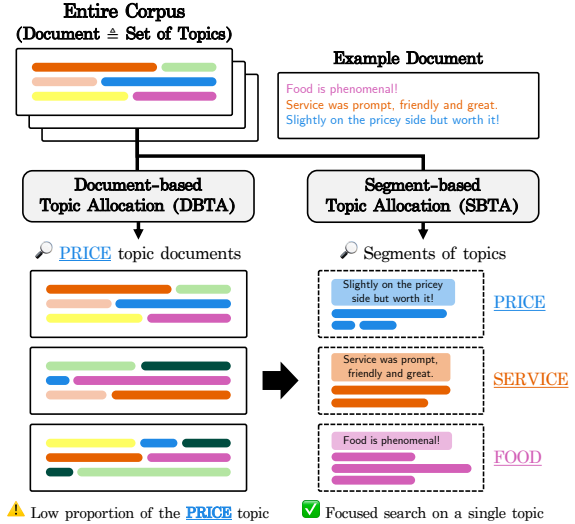 Entire Corpus
(Document ≜ Set of Topics)
Example Document
Food is phenomenal!
Service was prompt, friendly and great.
Slightly on the pricey side but worth it!
Document-based
Topic Allocation (DBTA)
Segment-based
Topic Allocation (SBTA)
PRICE topic documents
Segments of topics
Slightly on the pricey
side but worth it!
PRICE
Service was prompt,
friendly and great.
SERVICE
Food is phenomenal!
FOOD
Low proportion of the PRICE topic
Focused search on a single topic